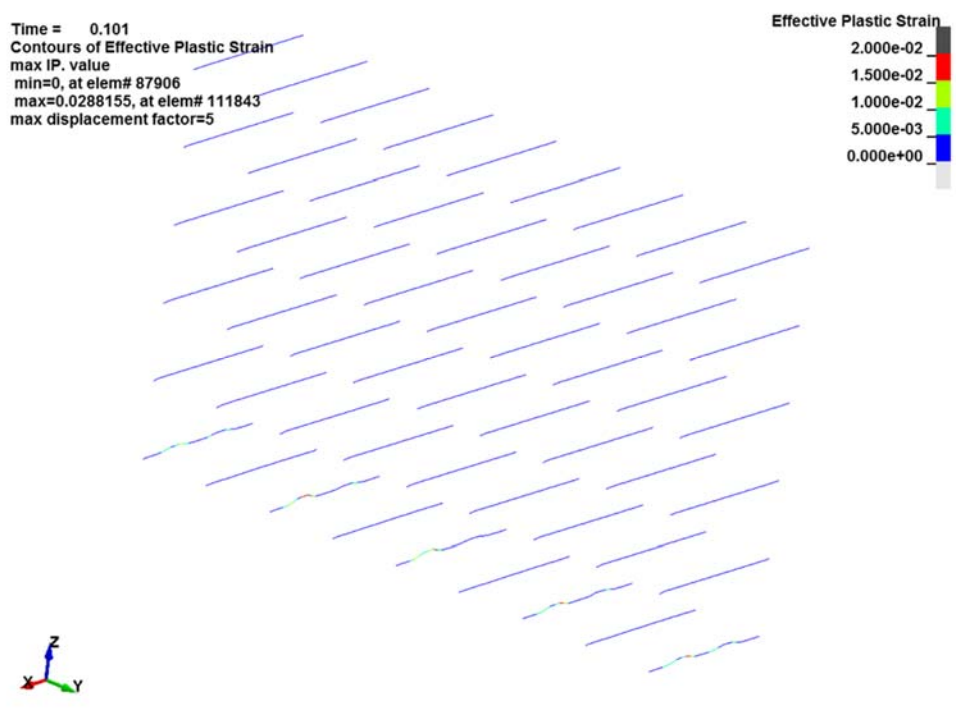 Time = 0.101
Contours of Effective Plastic Strain
max IP. value
min=0, at elem# 87906
max=0.0288155, at elem# 111843
max displacement factor=5
Effective Plastic Strain
2.000e-02
1.500e-02
1.000e-02
5.000e-03
0.000e+00
Z
X
Y